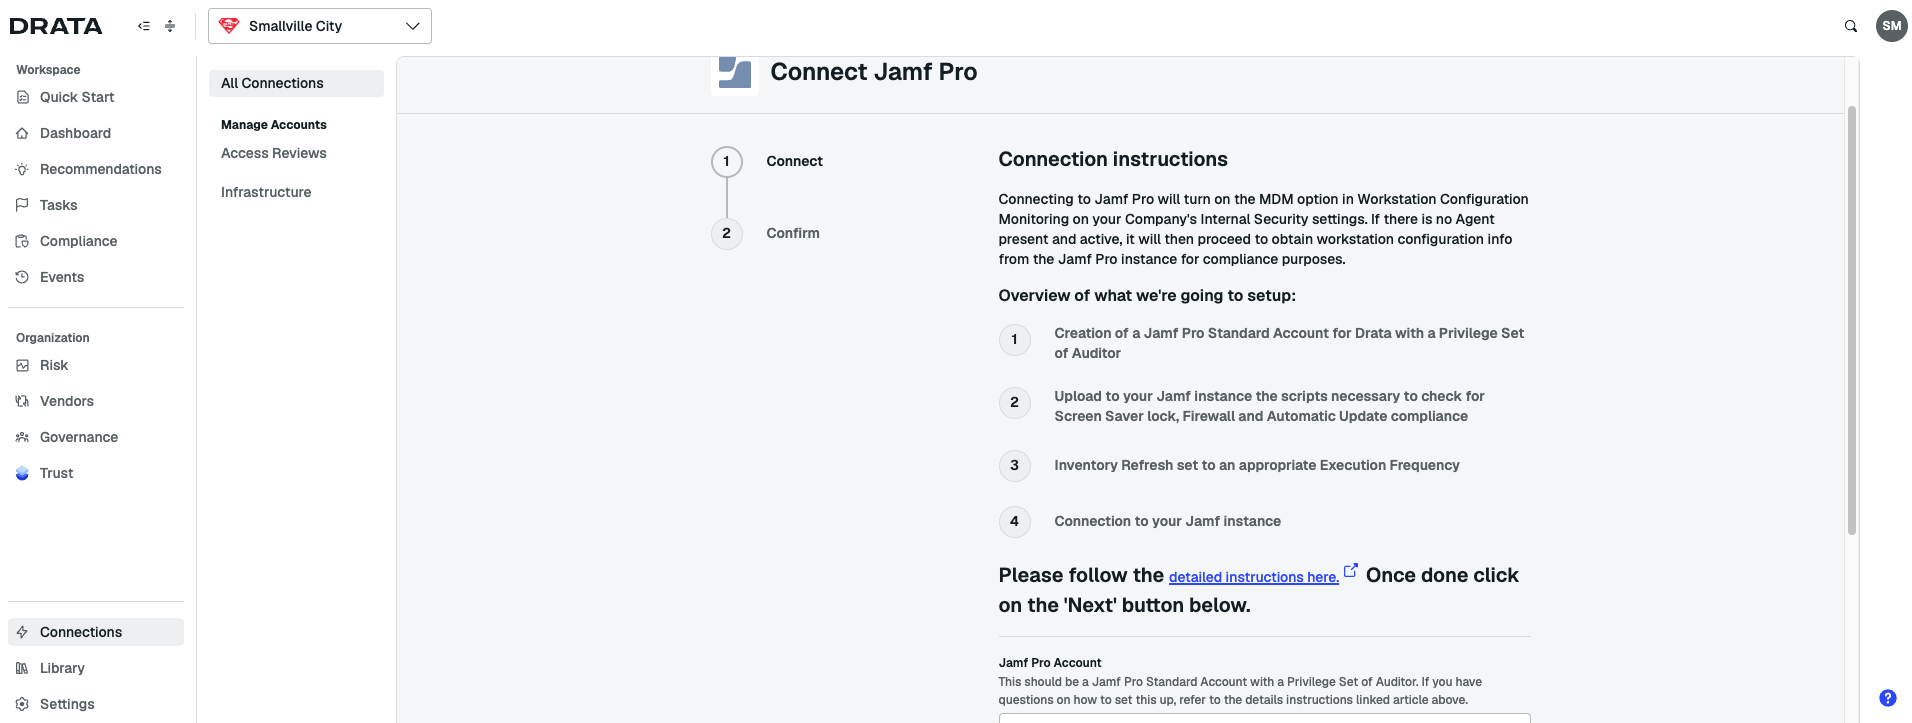 DRATA
Smallville City
SM
Workspace
Quick Start
Dashboard
Recommendations
Tasks
Compliance
Events
Organization
Risk
Vendors
Governance
Trust
Connections
Library
Settings
All Connections
Manage Accounts
Access Reviews
Infrastructure
Connect Jamf Pro
1 Connect
2 Confirm
Connection instructions
Connecting to Jamf Pro will turn on the MDM option in Workstation Configuration
Monitoring on your Company's Internal Security settings. If there is no Agent
present and active, it will then proceed to obtain workstation configuration info
from the Jamf Pro instance for compliance purposes.
Overview of what we're going to setup:
1 Creation of a Jamf Pro Standard Account for Drata with a Privilege Set
of Auditor
2 Upload to your Jamf instance the scripts necessary to check for
Screen Saver lock, Firewall and Automatic Update compliance
3 Inventory Refresh set to an appropriate Execution Frequency
4 Connection to your Jamf instance
Please follow the detailed instructions here. Once done click
on the 'Next' button below.
Jamf Pro Account
This should be a Jamf Pro Standard Account with a Privilege Set of Auditor. If you have
questions on how to set this up, refer to the details instructions linked article above.
?